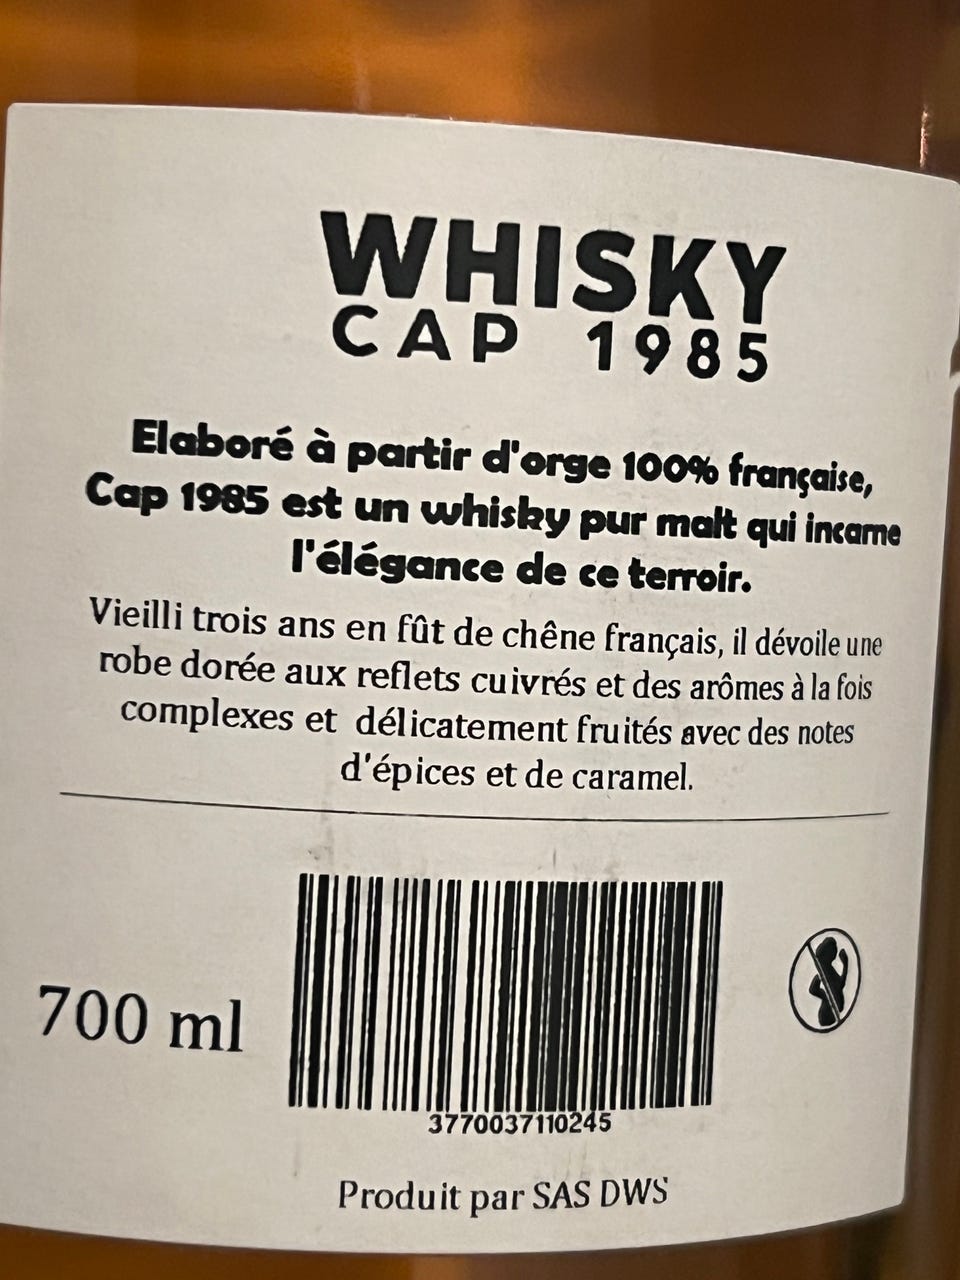 WHISKY
CAP 1985
Elaboré à partir d'orge 100% française,
Cap 1985 est un whisky pur malt qui incarne
l'élégance de ce terroir.
Vieilli trois ans en fût de chêne français, il dévoile une
robe dorée aux reflets cuivrés et des arômes à la fois
complexes et délicatement fruités avec des notes
d'épices et de caramel.
700 ml
3770037110245
Produit par SAS DWS